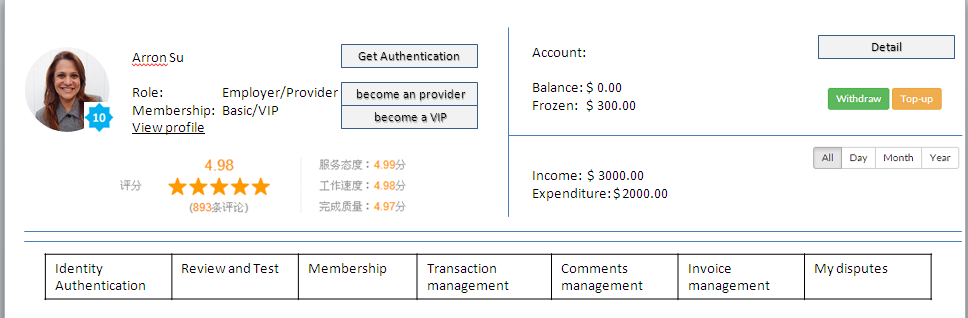 Arron Su
Get Authentication
Role: Employer/Provider
become an provider
Membership: Basic/VIP
become a VIP
View profile
10
4.98
评分
(893条评论)
服务态度：4.99分
工作速度：4.98分
完成质量：4.97分
Account:
Detail
Balance: $ 0.00
Frozen: $ 300.00
Withdraw
Top-up
All
Day
Month
Year
Income: $ 3000.00
Expenditure: $2000.00
Identity
Authentication
Review and Test
Membership
Transaction
management
Comments
management
Invoice
management
My disputes